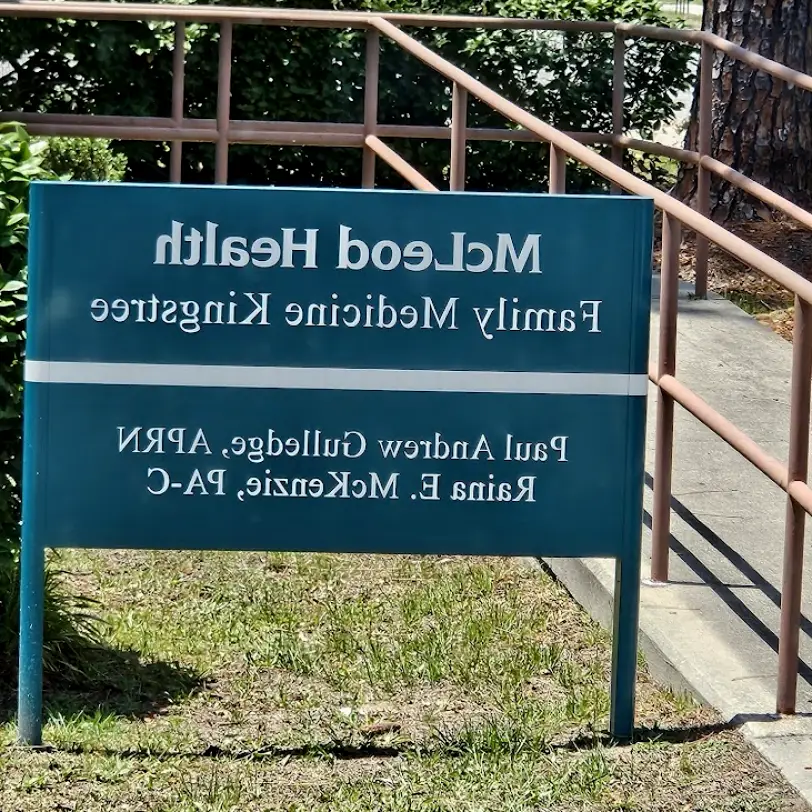 McLeod Health
Family Medicine Kingstree
Paul Andrew Gulledge, APRN
Raina E. McKenzie, PA-C